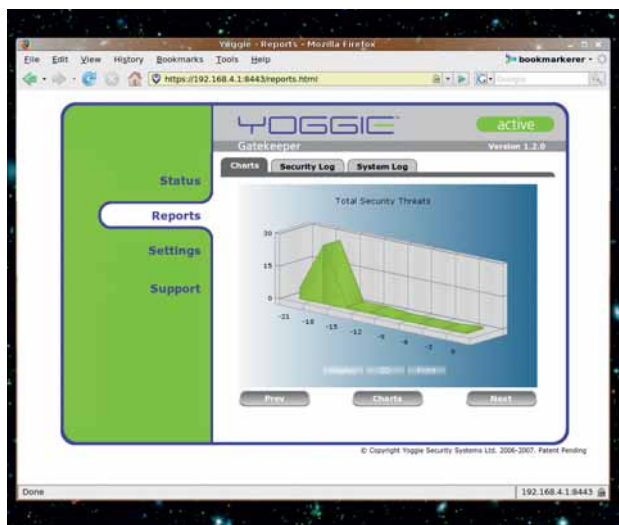 Yoggie - Reports - Mozilla Firefox
File Edit View History Bookmarks Tools Help
bookmarkerer
https://192.168.4.1:8443/reports.html
YOGGIE
active
Gatekeeper
Version 1.2.0
Charts Security Log System Log
Status
Reports
Settings
Support
Total Security Threats
30
15
0
-21 -18 -15 -12 -9 -6 -3 0
3D Print
Prev Charts Next
© Copyright Yoggie Security Systems Ltd. 2006-2007. Patent Pending
Done
192.168.4.1:8443